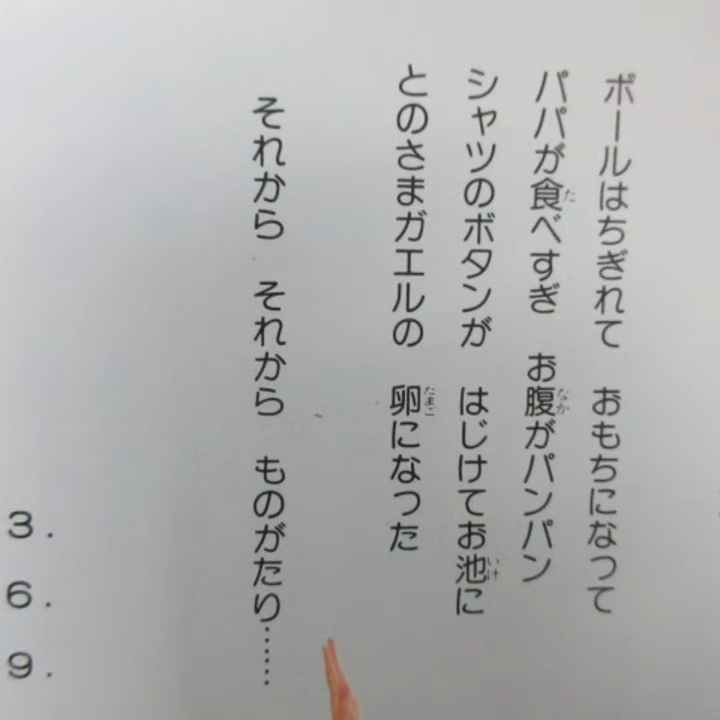 ボールはちぎれて　おもちになって
パパが食べすぎ　お腹がパンパン
シャツのボタンが　はじけてお池に
とのさまガエルの　卵になった
それから　それから　ものがたり……
3.
6.
9.